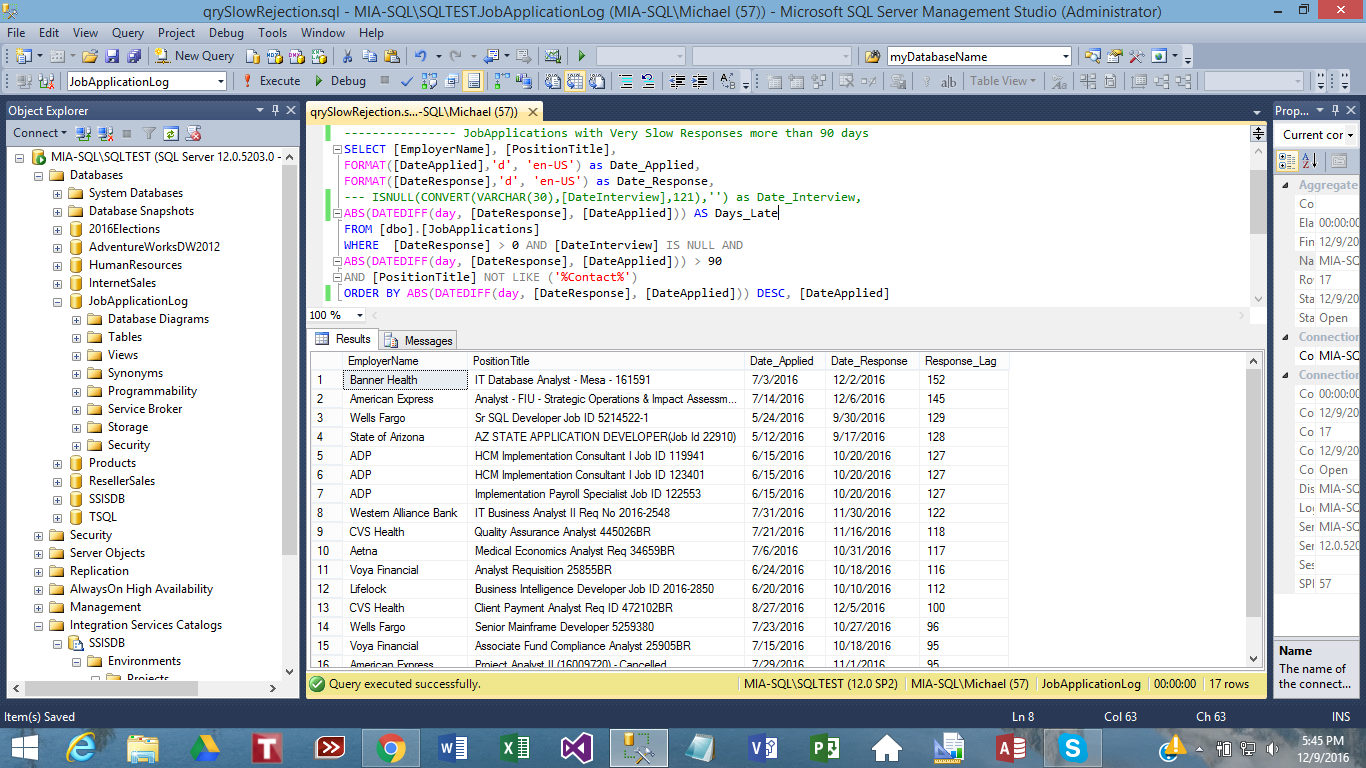 qrySlowRejection.sql - MIA-SQL\SQLTEST.JobApplicationLog (MIA-SQL\Michael (57)) - Microsoft SQL Server Management Studio (Administrator)
File Edit View Query Project Debug Tools Window Help
New Query myDatabaseName
JobApplicationLog Execute Debug ab Table View
Object Explorer
Connect
MIA-SQL\SQLTEST (SQL Server 12.0.5203.0 -
Databases
System Databases
Database Snapshots
2016Elections
AdventureWorksDW2012
HumanResources
InternetSales
JobApplicationLog
Database Diagrams
Tables
Views
Synonyms
Programmability
Service Broker
Storage
Security
Products
ResellerSales
SSISDB
TSQL
Security
Server Objects
Replication
AlwaysOn High Availability
Management
Integration Services Catalogs
SSISDB
Environments
Projects
qrySlowRejection.s...-SQL\Michael (57))
---------------- JobApplications with Very Slow Responses more than 90 days
SELECT [EmployerName], [PositionTitle],
FORMAT([DateApplied],'d', 'en-US') as Date_Applied,
FORMAT([DateResponse],'d', 'en-US') as Date_Response,
--- ISNULL(CONVERT(VARCHAR(30),[DateInterview],121),'') as Date_Interview,
ABS(DATEDIFF(day, [DateResponse], [DateApplied])) AS Days_Late
FROM [dbo].[JobApplications]
WHERE  [DateResponse] > 0 AND [DateInterview] IS NULL AND
ABS(DATEDIFF(day, [DateResponse], [DateApplied])) > 90
AND [PositionTitle] NOT LIKE ('%Contact%')
ORDER BY ABS(DATEDIFF(day, [DateResponse], [DateApplied])) DESC, [DateApplied]
100 %
Results Messages
EmployerName PositionTitle Date_Applied Date_Response Response_Lag
1 Banner Health IT Database Analyst - Mesa - 161591 7/3/2016 12/2/2016 152
2 American Express Analyst - FIU - Strategic Operations & Impact Assessm... 7/14/2016 12/6/2016 145
3 Wells Fargo Sr SQL Developer Job ID 5214522-1 5/24/2016 9/30/2016 129
4 State of Arizona AZ STATE APPLICATION DEVELOPER(Job Id 22910) 5/12/2016 9/17/2016 128
5 ADP HCM Implementation Consultant I Job ID 119941 6/15/2016 10/20/2016 127
6 ADP HCM Implementation Consultant I Job ID 123401 6/15/2016 10/20/2016 127
7 ADP Implementation Payroll Specialist Job ID 122553 6/15/2016 10/20/2016 127
8 Western Alliance Bank IT Business Analyst II Req No 2016-2548 7/31/2016 11/30/2016 122
9 CVS Health Quality Assurance Analyst 445026BR 7/21/2016 11/16/2016 118
10 Aetna Medical Economics Analyst Req 34659BR 7/6/2016 10/31/2016 117
11 Voya Financial Analyst Requisition 25855BR 6/24/2016 10/18/2016 116
12 Lifelock Business Intelligence Developer Job ID 2016-2850 6/20/2016 10/10/2016 112
13 CVS Health Client Payment Analyst Req ID 472102BR 8/27/2016 12/5/2016 100
14 Wells Fargo Senior Mainframe Developer 5259380 7/23/2016 10/27/2016 96
15 Voya Financial Associate Fund Compliance Analyst 25905BR 7/15/2016 10/18/2016 95
16 American Express Project Analyst II (16009720) - Cancelled 7/29/2016 11/1/2016 95
Query executed successfully. MIA-SQL\SQLTEST (12.0 SP2) MIA-SQL\Michael (57) JobApplicationLog 00:00:00 17 rows
Prop...
Current cor
Aggregate
Co
Ela 00:00:00
Fin 12/9/2016
Na MIA-SQ
Ro 17
Sta 12/9/2016
Sta Open
Connection
Co MIA-SQ
Connection
Co 00:00:00
Co 12/9/2016
Co 17
Co 12/9/20
Co Open
Dis MIA-SQ
Log MIA-SQ
Ser MIA-SQ
Ser 12.0.520
Ses
SPI 57
Name
The name of
the connect...
Item(s) Saved Ln 8 Col 63 Ch 63 INS
5:45 PM
12/9/2016